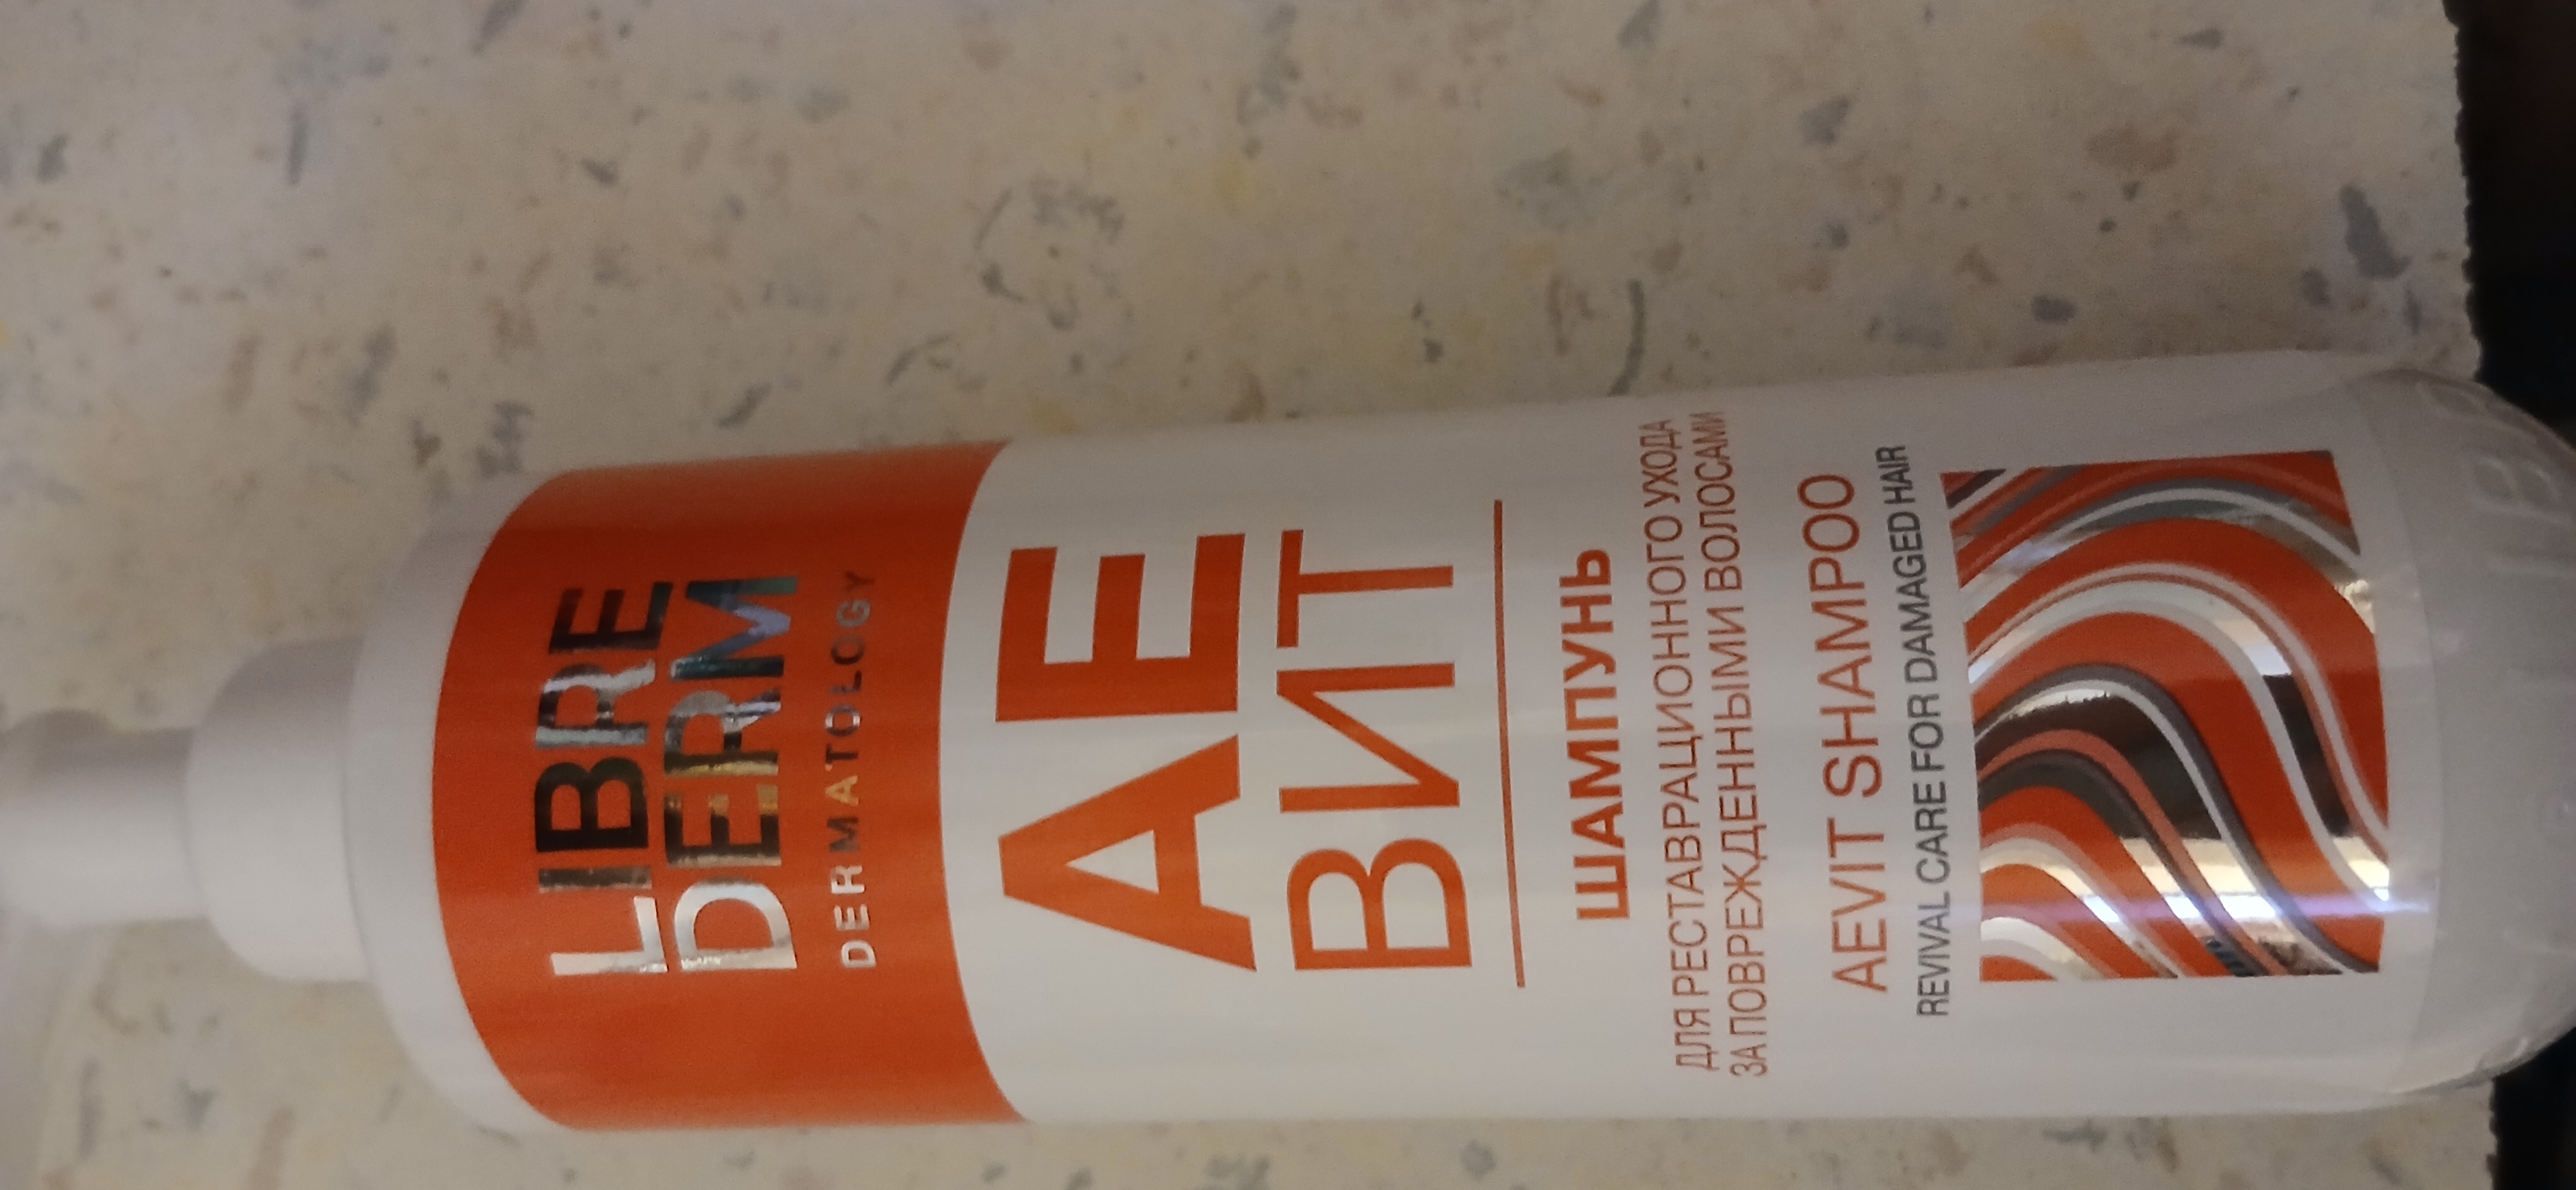 LIBRE
DERM
DERMATOLOGY
АЕ
ВИТ
ШАМПУНЬ
ДЛЯ РЕСТАВРАЦИОННОГО УХОДА
ЗА ПОВРЕЖДЕННЫМИ ВОЛОСАМИ
AEVIT SHAMPOO
REVIVAL CARE FOR DAMAGED HAIR